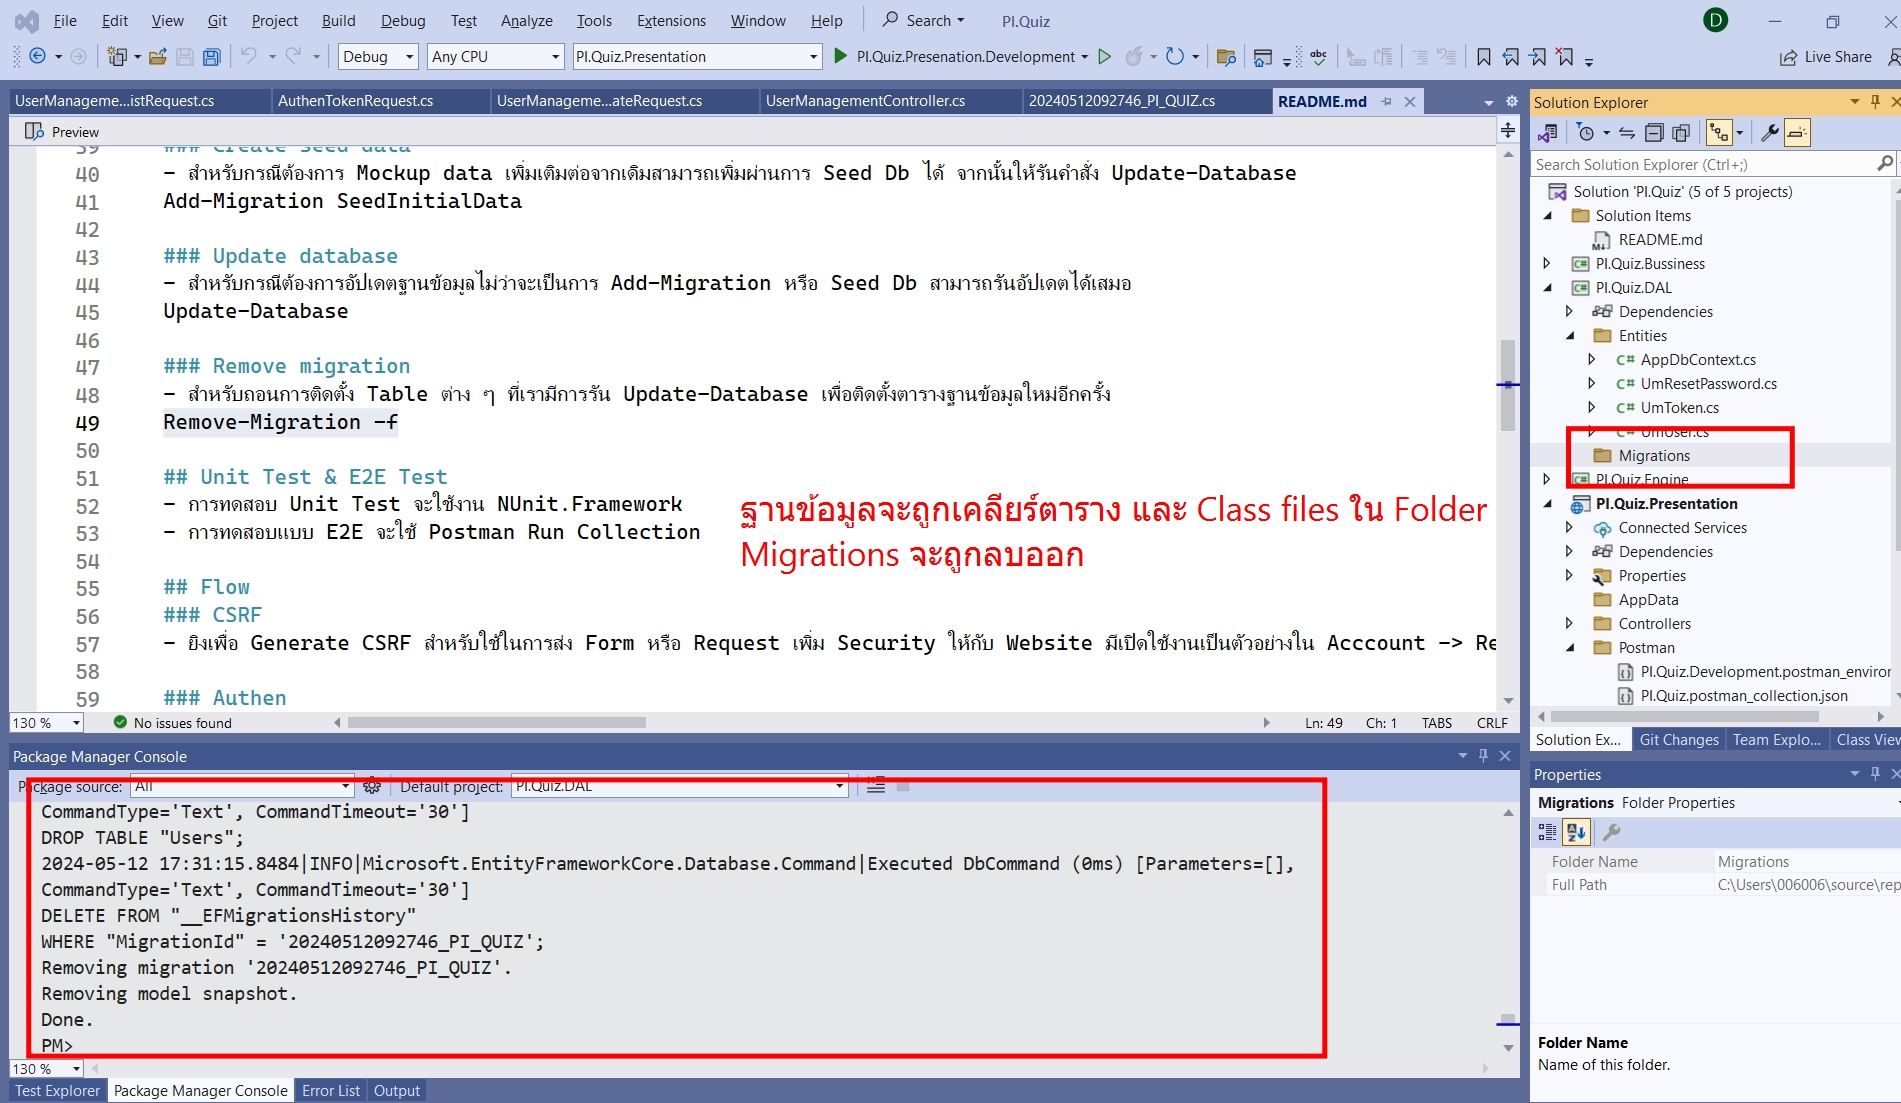 File Edit View Git Project Build Debug Test Analyze Tools Extensions Window Help Search PI.Quiz D
Debug Any CPU PI.Quiz.Presentation PI.Quiz.Presenation.Development Live Share
UserManageme...istRequest.cs AuthenTokenRequest.cs UserManageme...ateRequest.cs UserManagementController.cs 20240512092746_PI_QUIZ.cs README.md
Preview
39 ### Create seed data
40 - สำหรับกรณีต้องการ Mockup data เพิ่มเติมต่อจากเดิมสามารถเพิ่มผ่านการ Seed Db ได้ จากนั้นให้รันคำสั่ง Update-Database
41 Add-Migration SeedInitialData
42
43 ### Update database
44 - สำหรับกรณีต้องการอัปเดตฐานข้อมูลไม่ว่าจะเป็นการ Add-Migration หรือ Seed Db สามารถรันอัปเดตได้เสมอ
45 Update-Database
46
47 ### Remove migration
48 - สำหรับถอนการติดตั้ง Table ต่าง ๆ ที่เรามีการรัน Update-Database เพื่อติดตั้งตารางฐานข้อมูลใหม่อีกครั้ง
49 Remove-Migration -f
50
51 ## Unit Test & E2E Test
52 - การทดสอบ Unit Test จะใช้งาน NUnit.Framework
53 - การทดสอบแบบ E2E จะใช้ Postman Run Collection
54
55 ## Flow
56 ### CSRF
57 - ยิงเพื่อ Generate CSRF สำหรับใช้ในการส่ง Form หรือ Request เพิ่ม Security ให้กับ Website มีเปิดใช้งานเป็นตัวอย่างใน Acccount -> Re
58
59 ### Authen
ฐานข้อมูลจะถูกเคลียร์ตาราง และ Class files ใน Folder
Migrations จะถูกลบออก
130 % No issues found Ln: 49 Ch: 1 TABS CRLF
Package Manager Console
Package source: All Default project: PI.Quiz.DAL
CommandType='Text', CommandTimeout='30']
DROP TABLE "Users";
2024-05-12 17:31:15.8484|INFO|Microsoft.EntityFrameworkCore.Database.Command|Executed DbCommand (0ms) [Parameters=[],
CommandType='Text', CommandTimeout='30']
DELETE FROM "__EFMigrationsHistory"
WHERE "MigrationId" = '20240512092746_PI_QUIZ';
Removing migration '20240512092746_PI_QUIZ'.
Removing model snapshot.
Done.
PM>
130 %
Test Explorer Package Manager Console Error List Output
Solution Explorer
Search Solution Explorer (Ctrl+;)
Solution 'PI.Quiz' (5 of 5 projects)
Solution Items
README.md
PI.Quiz.Bussiness
PI.Quiz.DAL
Dependencies
Entities
AppDbContext.cs
UmResetPassword.cs
UmToken.cs
UmUser.cs
Migrations
PI.Quiz.Engine
PI.Quiz.Presentation
Connected Services
Dependencies
Properties
AppData
Controllers
Postman
PI.Quiz.Development.postman_enviror
PI.Quiz.postman_collection.json
Solution Ex... Git Changes Team Explo... Class View
Properties
Migrations Folder Properties
Folder Name Migrations
Full Path C:\Users\006006\source\rep
Folder Name
Name of this folder.